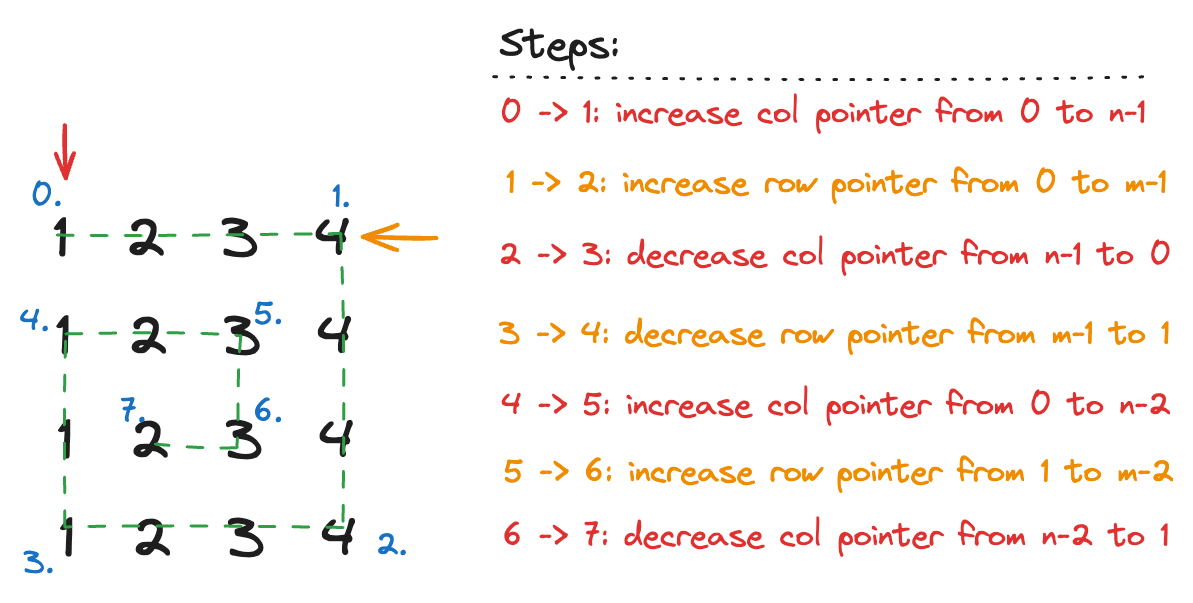 Steps:
0 -> 1: increase col pointer from 0 to n-1
1 -> 2: increase row pointer from 0 to m-1
2 -> 3: decrease col pointer from n-1 to 0
3 -> 4: decrease row pointer from m-1 to 1
4 -> 5: increase col pointer from 0 to n-2
5 -> 6: increase row pointer from 1 to m-2
6 -> 7: decrease col pointer from n-2 to 1
0. 1.
1 2 3 4
4. 1 2 3 5. 4
7. 6.
1 2 3 4
1 2 3 4
3. 2.